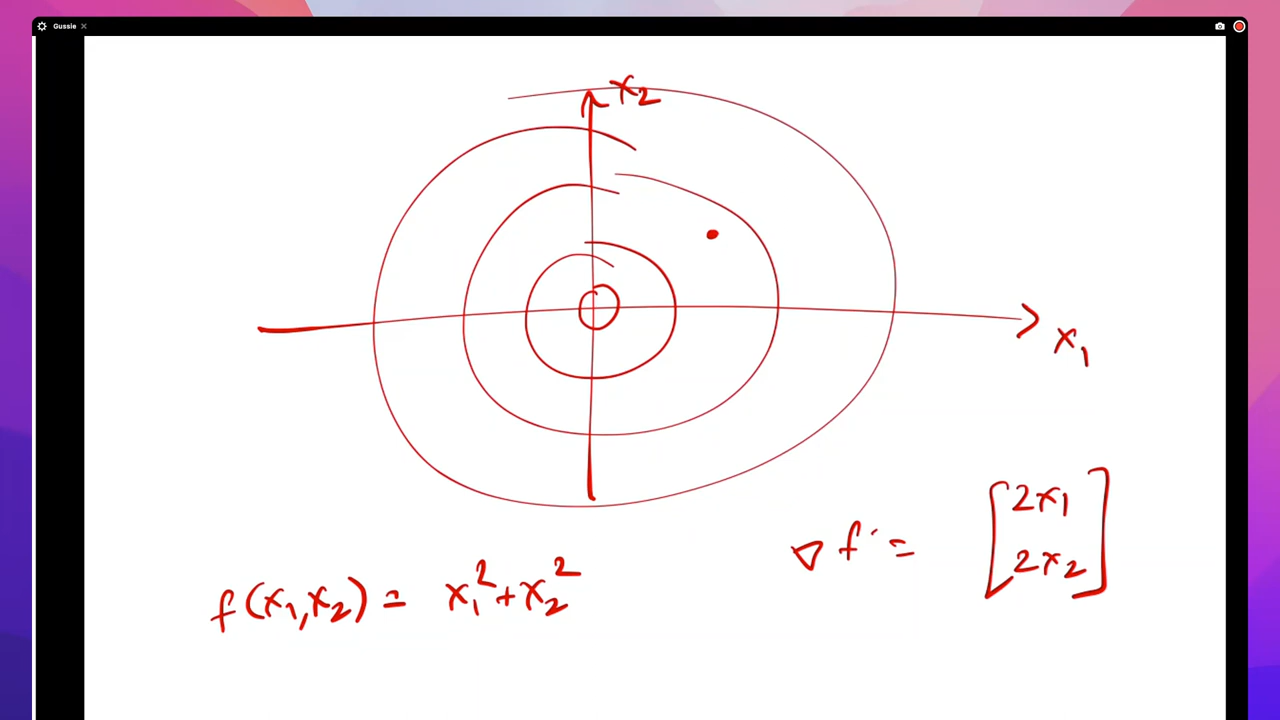 Gussie
x₂
x₁
∇f = [2x₁
2x₂]
f(x₁,x₂) = x₁² + x₂²